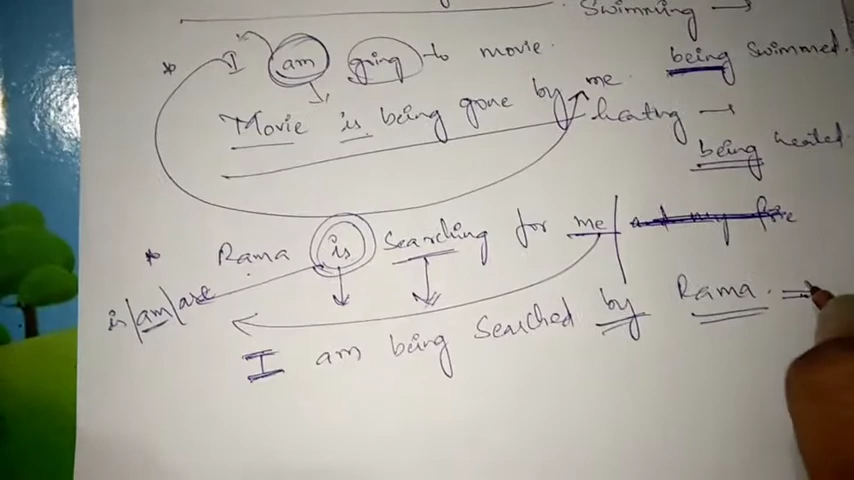 Swimming →
* I am going to movie.
being Swimmed.
Movie is being gone by me
heating →
being heated
* Rama is Searching for me
is/am/are
I am being Searched by Rama. =